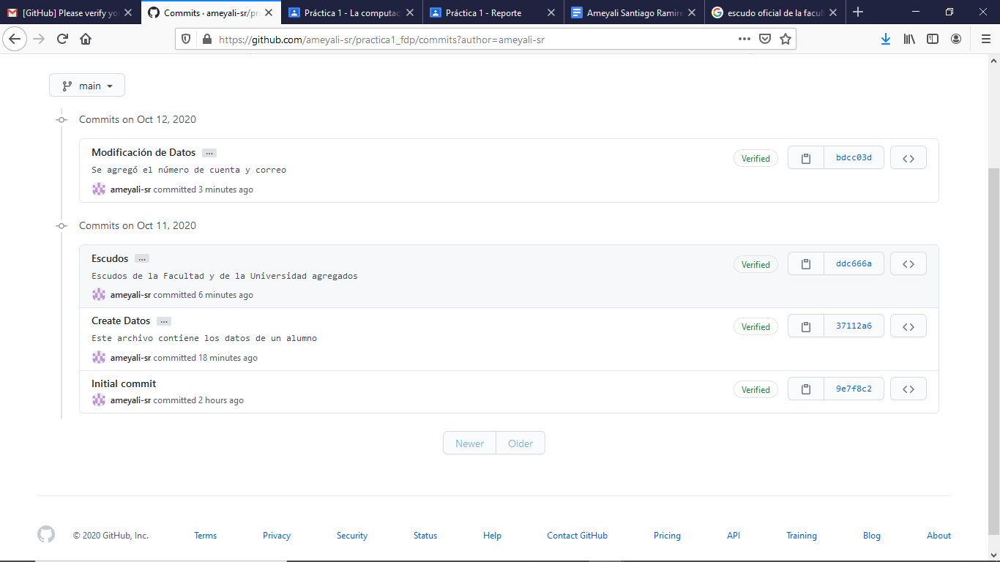 [GitHub] Please verify yo
Commits · ameyali-sr/pra
Práctica 1 - La computac
Práctica 1 - Reporte
Ameyali Santiago Ramire
escudo oficial de la facul
https://github.com/ameyali-sr/practica1_fdp/commits?author=ameyali-sr
main
Commits on Oct 12, 2020
Modificación de Datos ...
Verified
bdcc03d
Se agregó el número de cuenta y correo
ameyali-sr committed 3 minutes ago
Commits on Oct 11, 2020
Escudos ...
Verified
ddc666a
Escudos de la Facultad y de la Universidad agregados
ameyali-sr committed 6 minutes ago
Create Datos ...
Verified
37112a6
Este archivo contiene los datos de un alumno
ameyali-sr committed 18 minutes ago
Initial commit
Verified
9e7f8c2
ameyali-sr committed 2 hours ago
Newer Older
© 2020 GitHub, Inc. Terms Privacy Security Status Help Contact GitHub Pricing API Training Blog About